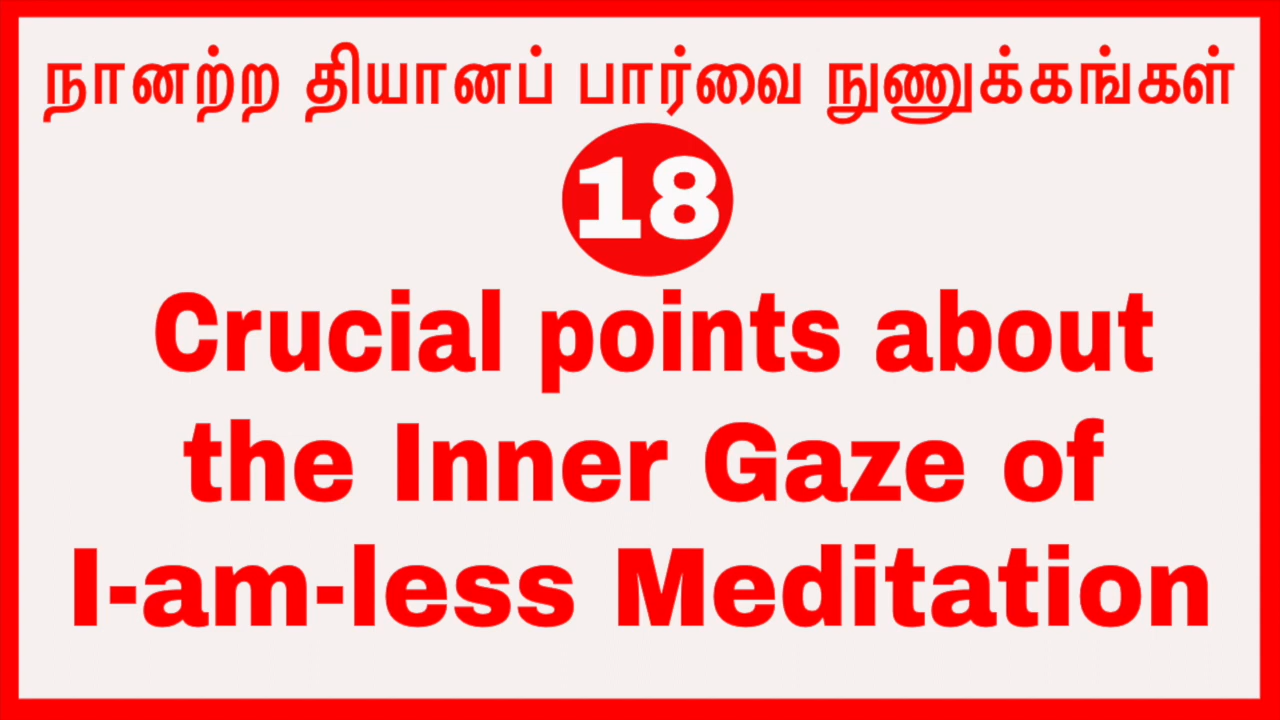 நானற்ற தியானப் பார்வை நுணுக்கங்கள்
18
Crucial points about
the Inner Gaze of
I-am-less Meditation